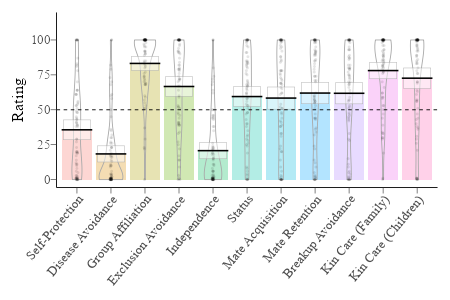 Rating
100
75
50
25
0
Self-Protection
Disease Avoidance
Group Affiliation
Exclusion Avoidance
Independence
Status
Mate Acquisition
Mate Retention
Breakup Avoidance
Kin Care (Family)
Kin Care (Children)